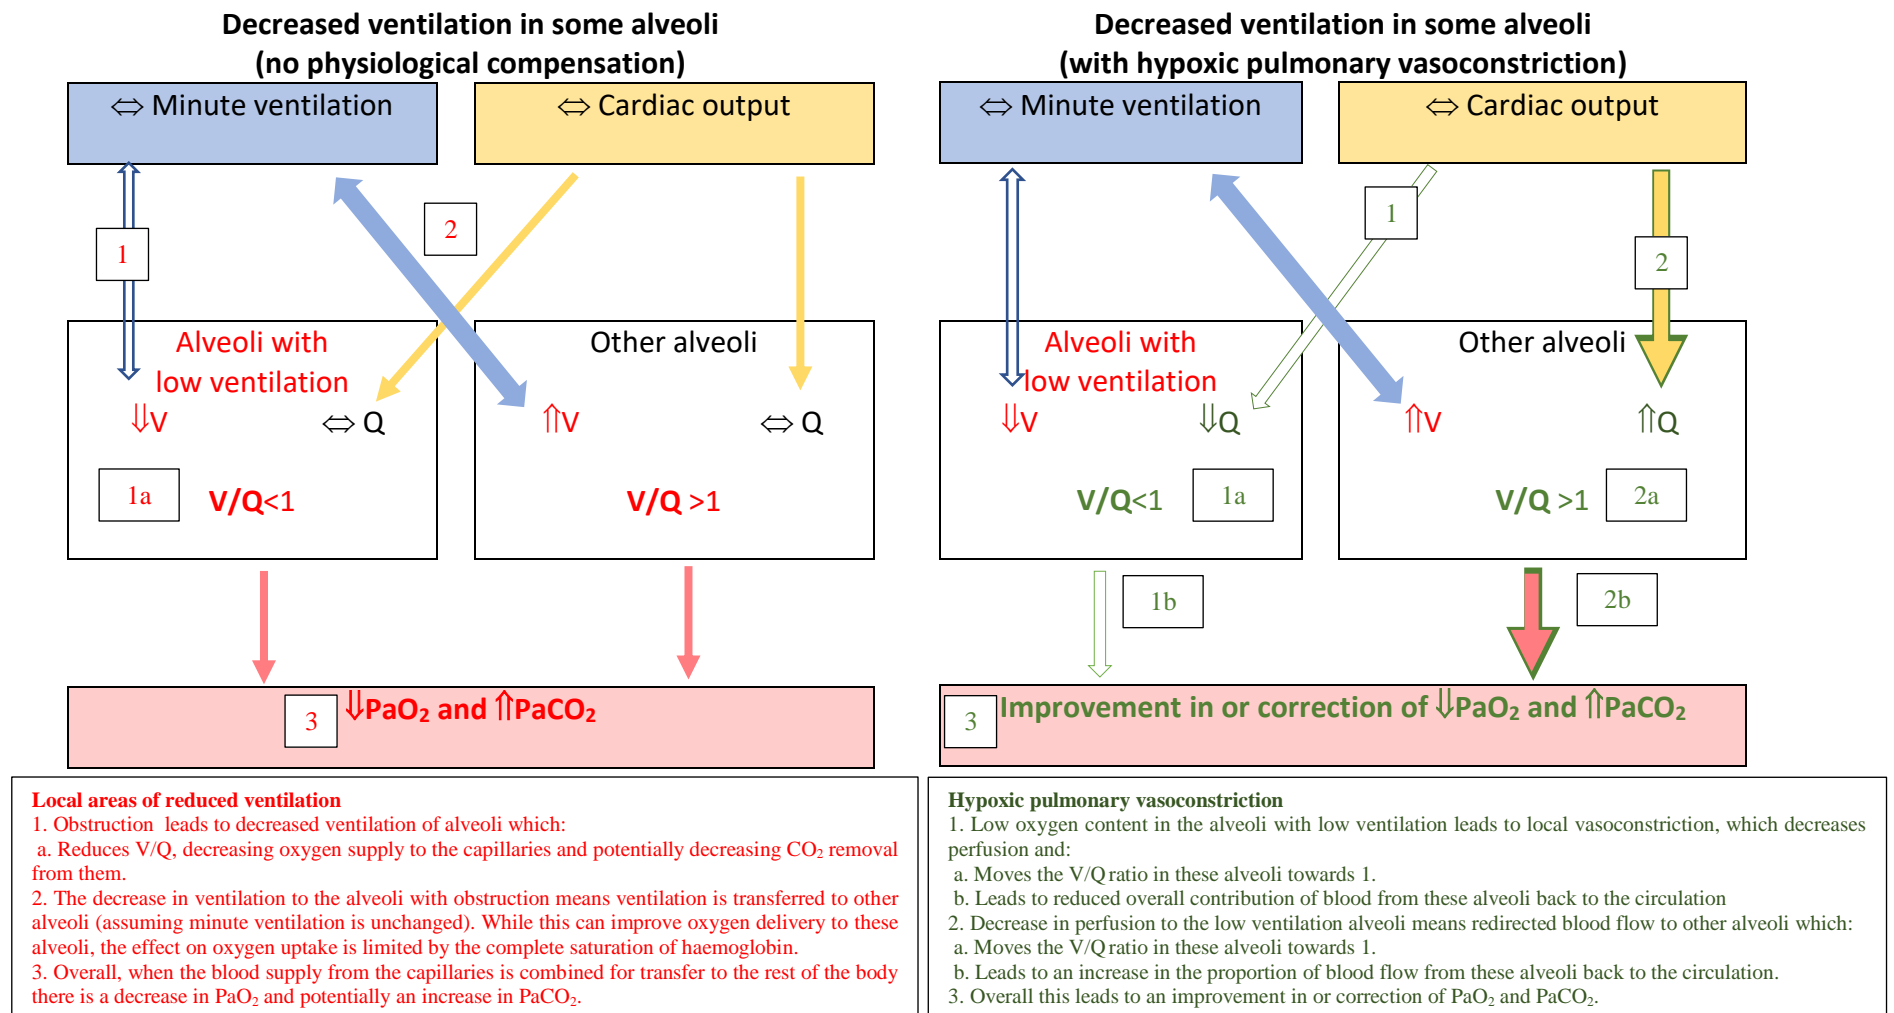 Decreased ventilation in some alveoli
(no physiological compensation)
⇔ Minute ventilation
⇔ Cardiac output
1
2
Alveoli with
low ventilation
Other alveoli
⇓V
⇔ Q
⇑V
⇔ Q
1a
V/Q<1
V/Q >1
3
⇓PaO₂ and ⇑PaCO₂
Local areas of reduced ventilation
1. Obstruction leads to decreased ventilation of alveoli which:
a. Reduces V/Q, decreasing oxygen supply to the capillaries and potentially decreasing CO₂ removal
from them.
2. The decrease in ventilation to the alveoli with obstruction means ventilation is transferred to other
alveoli (assuming minute ventilation is unchanged). While this can improve oxygen delivery to these
alveoli, the effect on oxygen uptake is limited by the complete saturation of haemoglobin.
3. Overall, when the blood supply from the capillaries is combined for transfer to the rest of the body
there is a decrease in PaO₂ and potentially an increase in PaCO₂.
Decreased ventilation in some alveoli
(with hypoxic pulmonary vasoconstriction)
⇔ Minute ventilation
⇔ Cardiac output
1
2
Alveoli with
low ventilation
Other alveoli
⇓V
⇓Q
⇑V
⇑Q
V/Q<1
1a
V/Q >1
2a
1b
2b
3
Improvement in or correction of ⇓PaO₂ and ⇑PaCO₂
Hypoxic pulmonary vasoconstriction
1. Low oxygen content in the alveoli with low ventilation leads to local vasoconstriction, which decreases
perfusion and:
a. Moves the V/Q ratio in these alveoli towards 1.
b. Leads to reduced overall contribution of blood from these alveoli back to the circulation
2. Decrease in perfusion to the low ventilation alveoli means redirected blood flow to other alveoli which:
a. Moves the V/Q ratio in these alveoli towards 1.
b. Leads to an increase in the proportion of blood flow from these alveoli back to the circulation.
3. Overall this leads to an improvement in or correction of PaO₂ and PaCO₂.